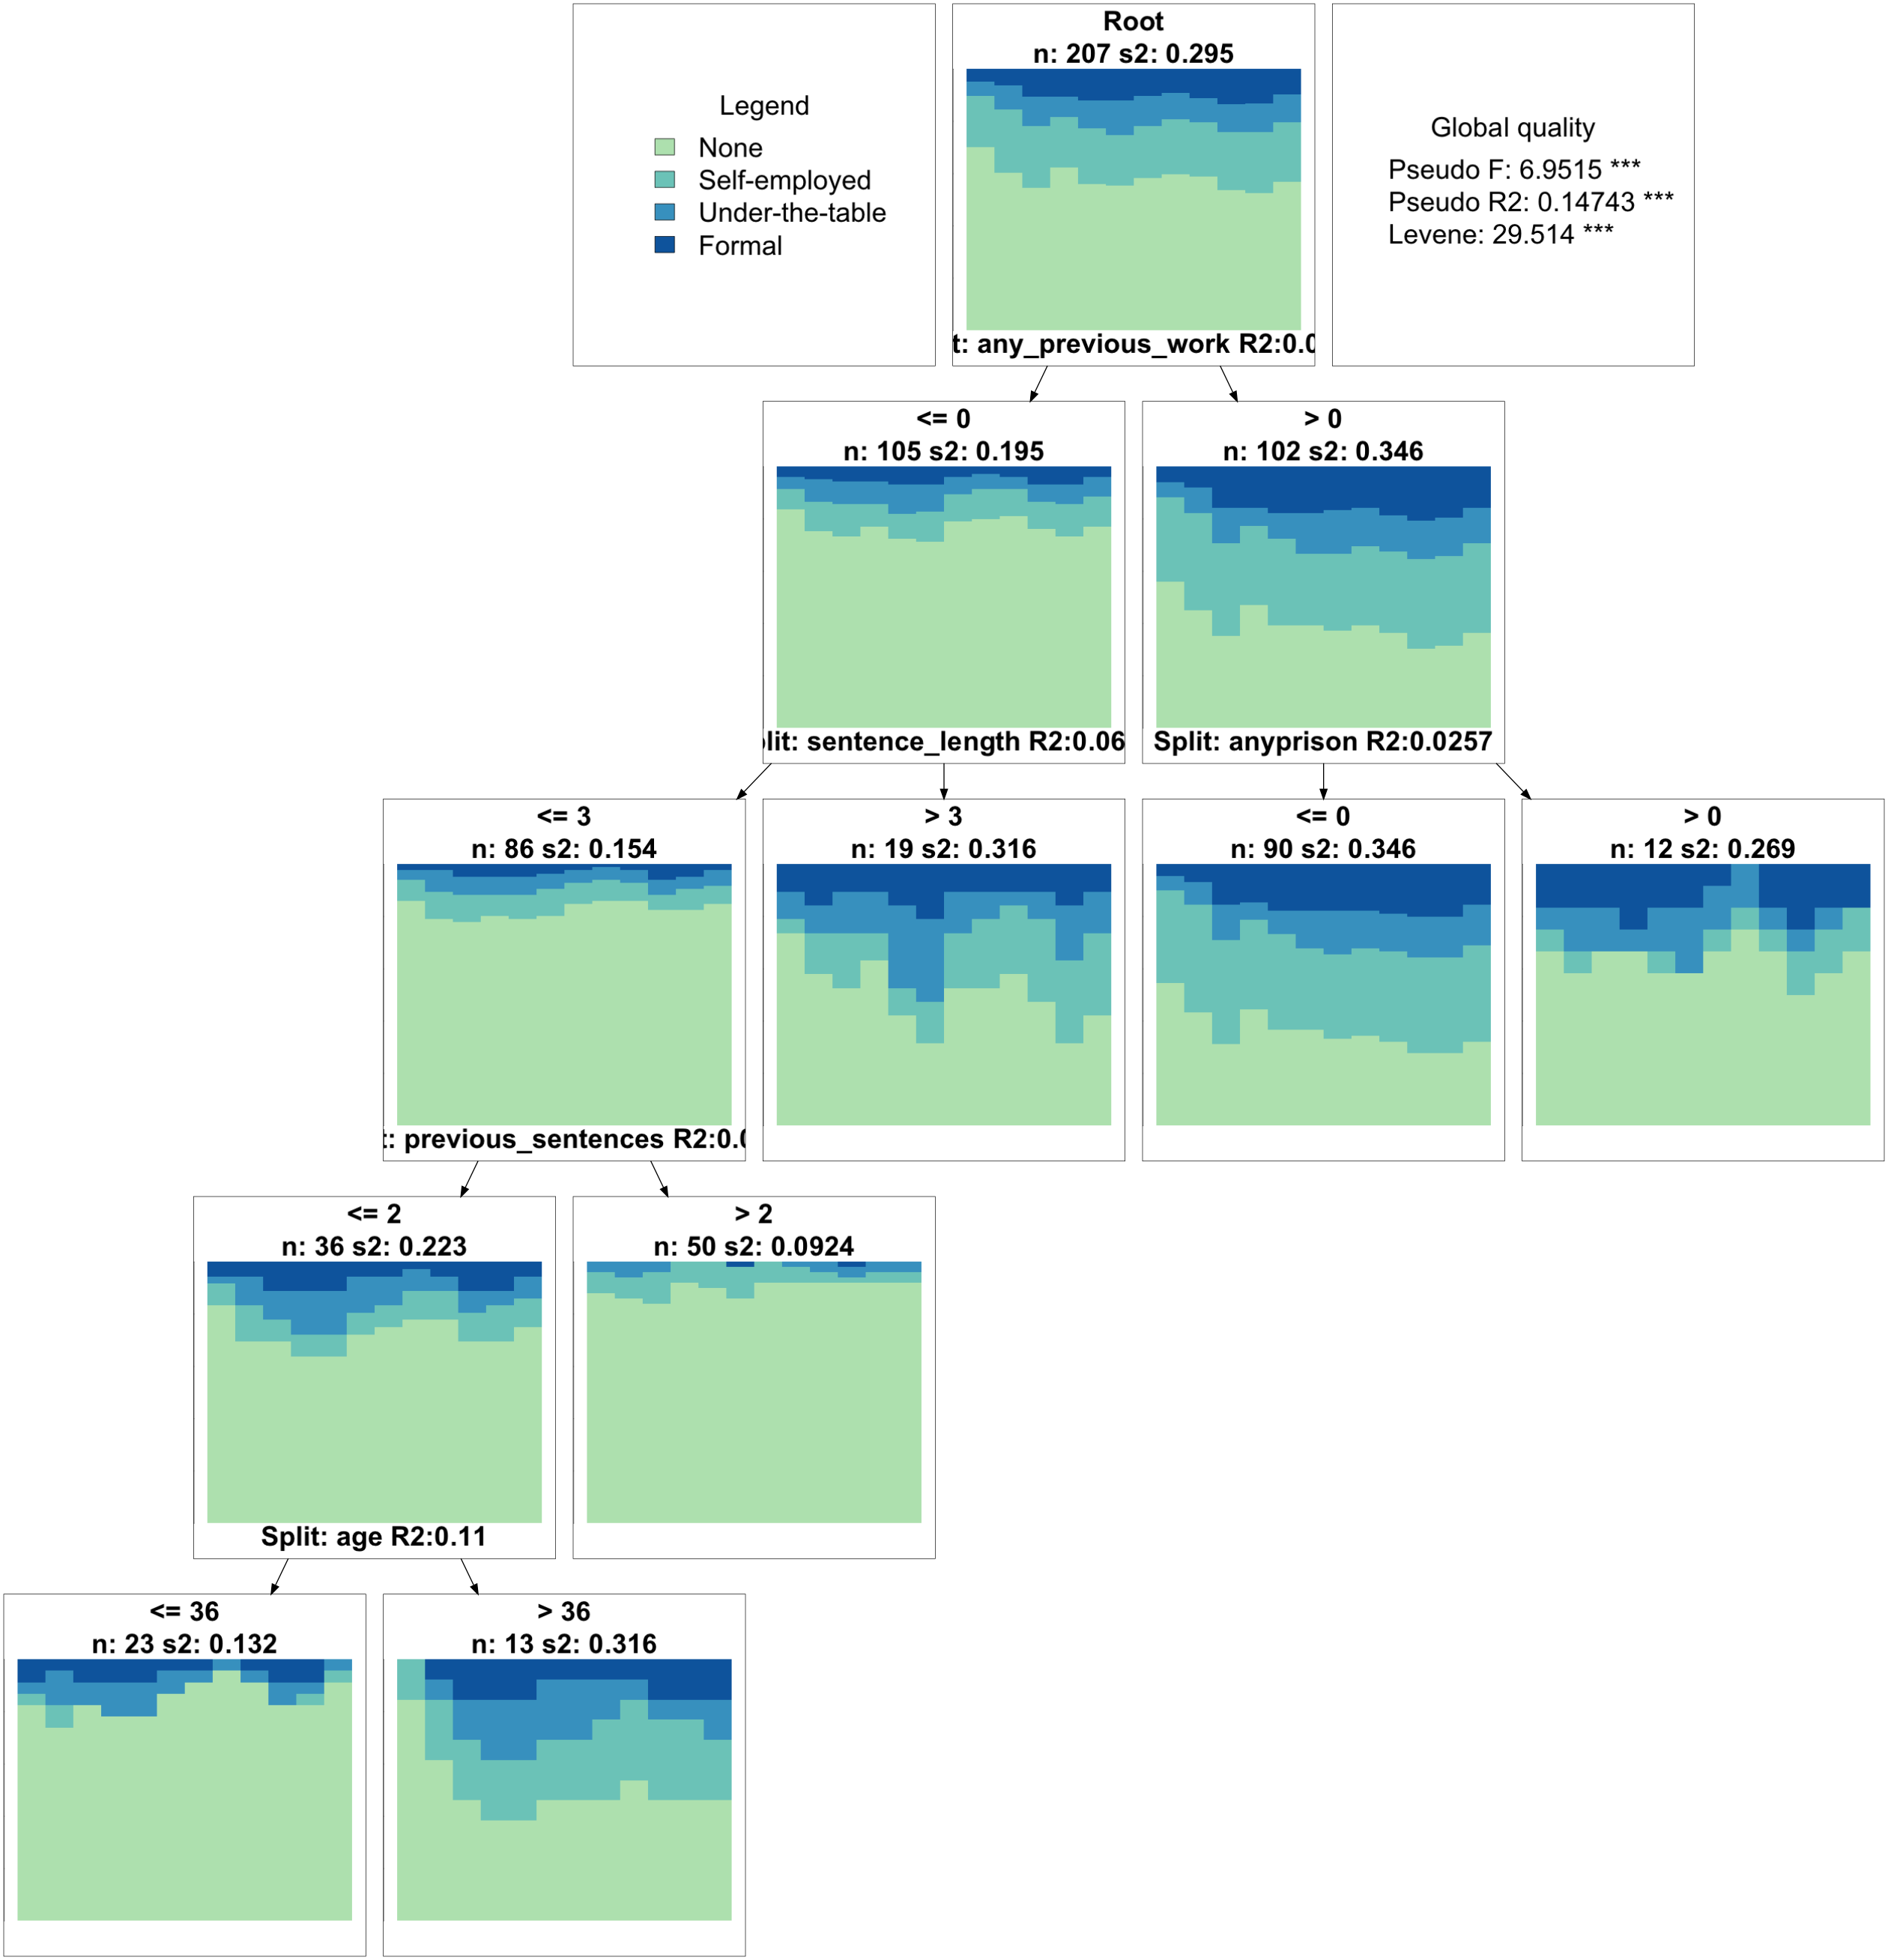 Legend
None
Self-employed
Under-the-table
Formal
Root
n: 207 s2: 0.295
t: any_previous_work R2:0.0
Global quality
Pseudo F: 6.9515 ***
Pseudo R2: 0.14743 ***
Levene: 29.514 ***
<= 0
n: 105 s2: 0.195
lit: sentence_length R2:0.06
> 0
n: 102 s2: 0.346
Split: anyprison R2:0.0257
<= 3
n: 86 s2: 0.154
t: previous_sentences R2:0.0
> 3
n: 19 s2: 0.316
<= 0
n: 90 s2: 0.346
> 0
n: 12 s2: 0.269
<= 2
n: 36 s2: 0.223
Split: age R2:0.11
> 2
n: 50 s2: 0.0924
<= 36
n: 23 s2: 0.132
> 36
n: 13 s2: 0.316